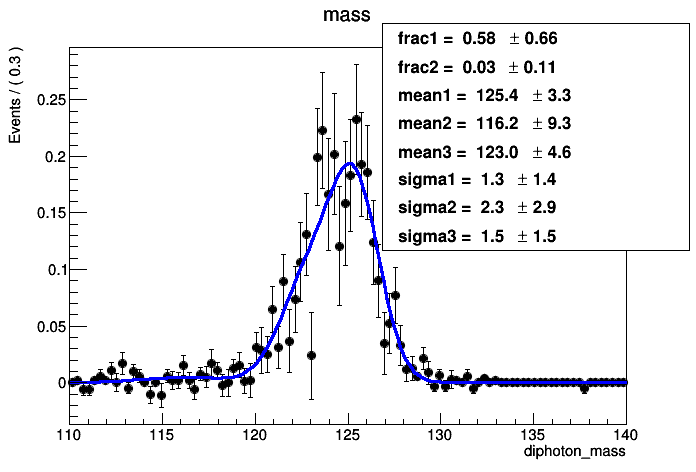 mass
Events / ( 0.3 )
frac1 = 0.58 ± 0.66
frac2 = 0.03 ± 0.11
mean1 = 125.4 ± 3.3
mean2 = 116.2 ± 9.3
mean3 = 123.0 ± 4.6
sigma1 = 1.3 ± 1.4
sigma2 = 2.3 ± 2.9
sigma3 = 1.5 ± 1.5
0.25
0.2
0.15
0.1
0.05
0
110 115 120 125 130 135 140
diphoton_mass